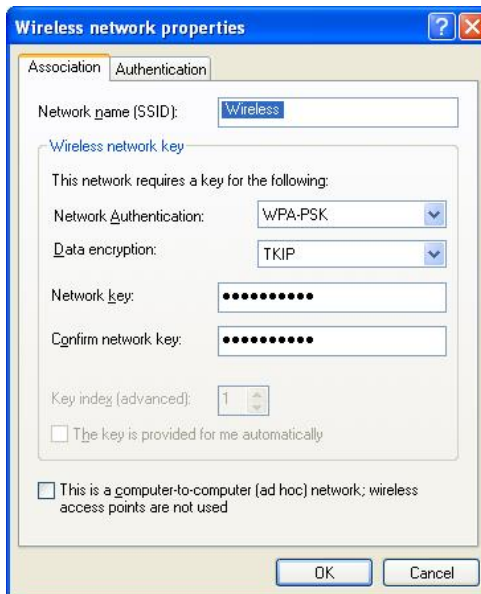 Wireless network properties
Association Authentication
Network name (SSID): Wireless
Wireless network key
This network requires a key for the following:
Network Authentication: WPA-PSK
Data encryption: TKIP
Network key: ••••••••••
Confirm network key: ••••••••••
Key index (advanced): 1
The key is provided for me automatically
This is a computer-to-computer (ad hoc) network; wireless
access points are not used
OK Cancel